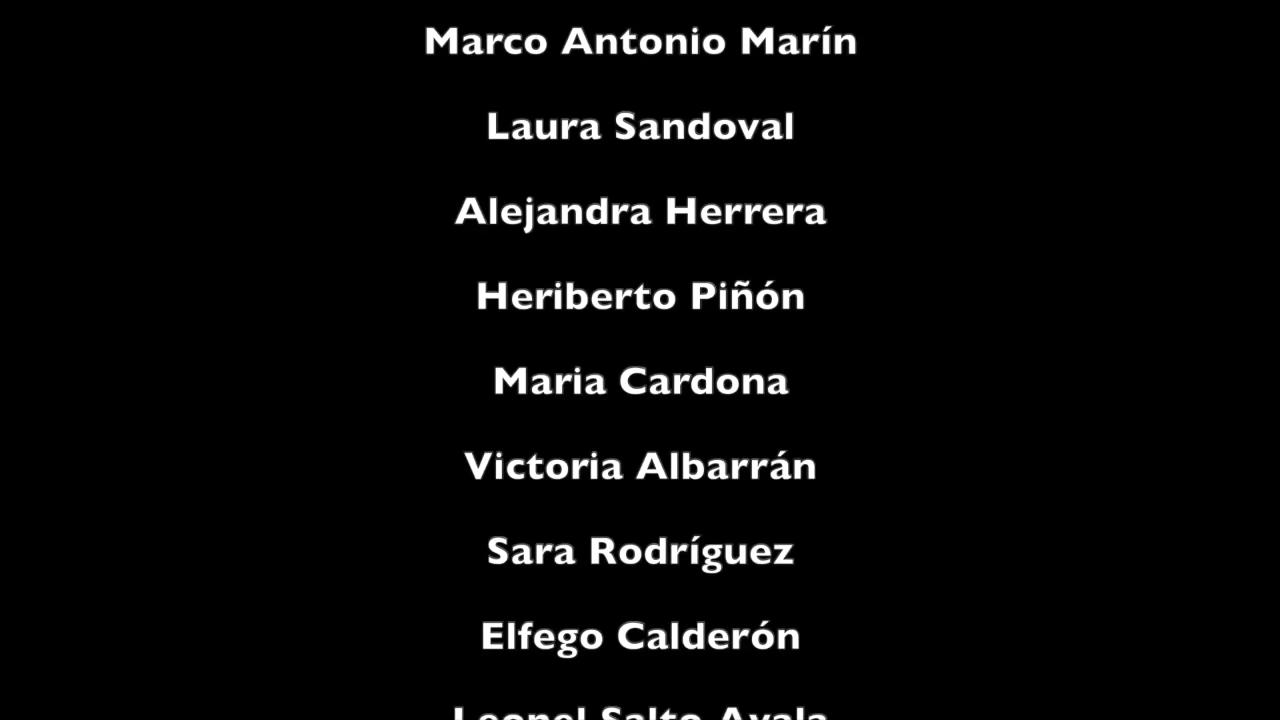 Marco Antonio Marín
Laura Sandoval
Alejandra Herrera
Heriberto Piñón
Maria Cardona
Victoria Albarrán
Sara Rodríguez
Elfego Calderón
Leonel Salto Ayala